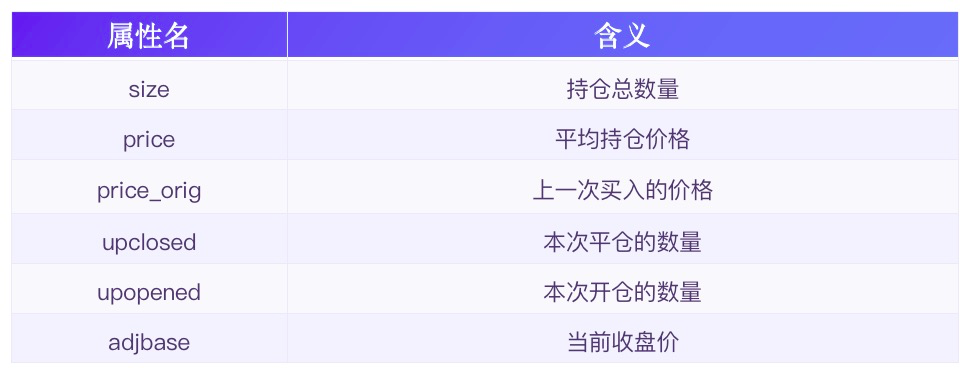 属性名 含义
size 持仓总数量
price 平均持仓价格
price_orig 上一次买入的价格
upclosed 本次平仓的数量
upopened 本次开仓的数量
adjbase 当前收盘价